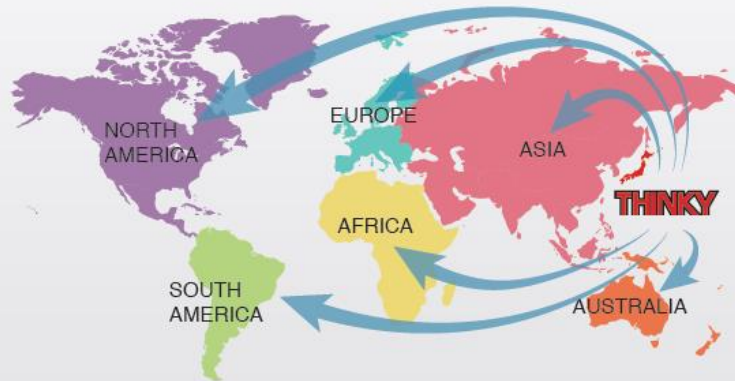 NORTH
AMERICA
EUROPE
ASIA
THINKY
AFRICA
SOUTH
AMERICA
AUSTRALIA